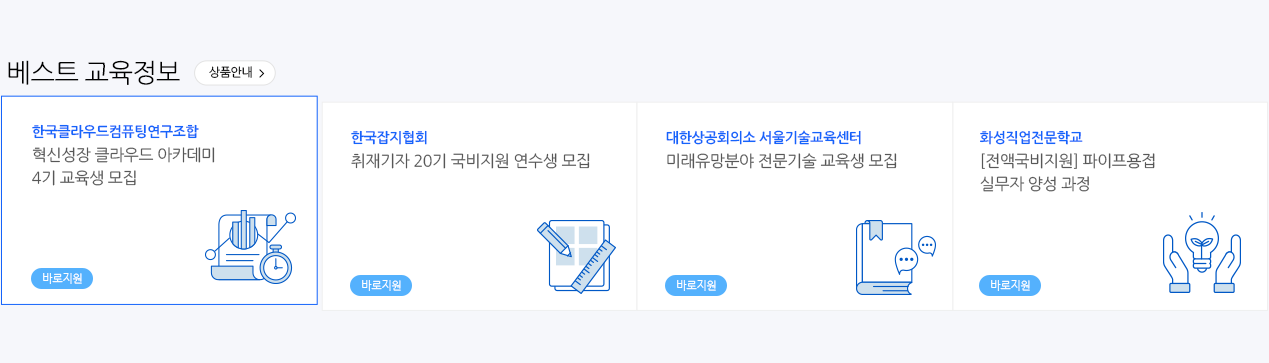 베스트 교육정보
상품안내
한국클라우드컴퓨팅연구조합
혁신성장 클라우드 아카데미
4기 교육생 모집
바로지원
한국잡지협회
취재기자 20기 국비지원 연수생 모집
바로지원
대한상공회의소 서울기술교육센터
미래유망분야 전문기술 교육생 모집
바로지원
화성직업전문학교
[전액국비지원] 파이프용접
실무자 양성 과정
바로지원